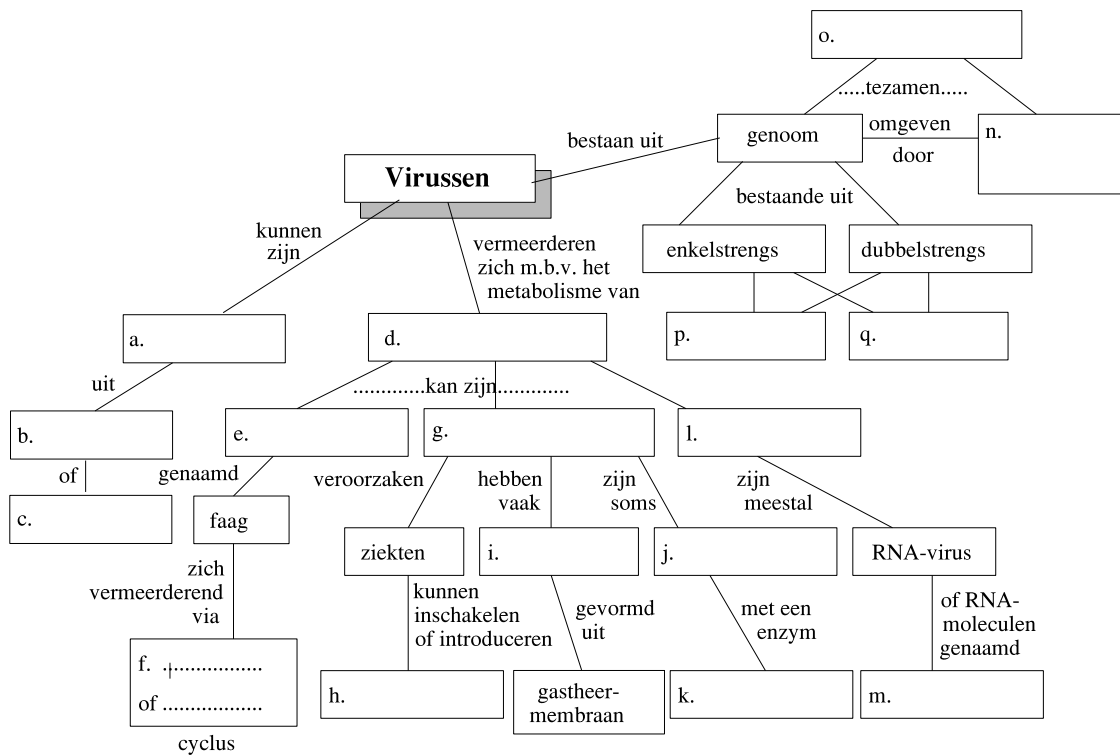 o.
.....tezamen.....
genoom
omgeven
door
n.
bestaan uit
Virussen
bestaande uit
kunnen
zijn
vermeerderen
zich m.b.v. het
metabolisme van
enkelstrengs
dubbelstrengs
a.
d.
p.
q.
uit
.............kan zijn.............
b.
e.
g.
l.
of
genaamd
veroorzaken
hebben
vaak
zijn
soms
zijn
meestal
c.
faag
ziekten
i.
j.
RNA-virus
zich
vermeerderend
via
kunnen
inschakelen
of introduceren
gevormd
uit
met een
enzym
of RNA-
moleculen
genaamd
f. ..................
of ..................
cyclus
h.
gastheer-
membraan
k.
m.